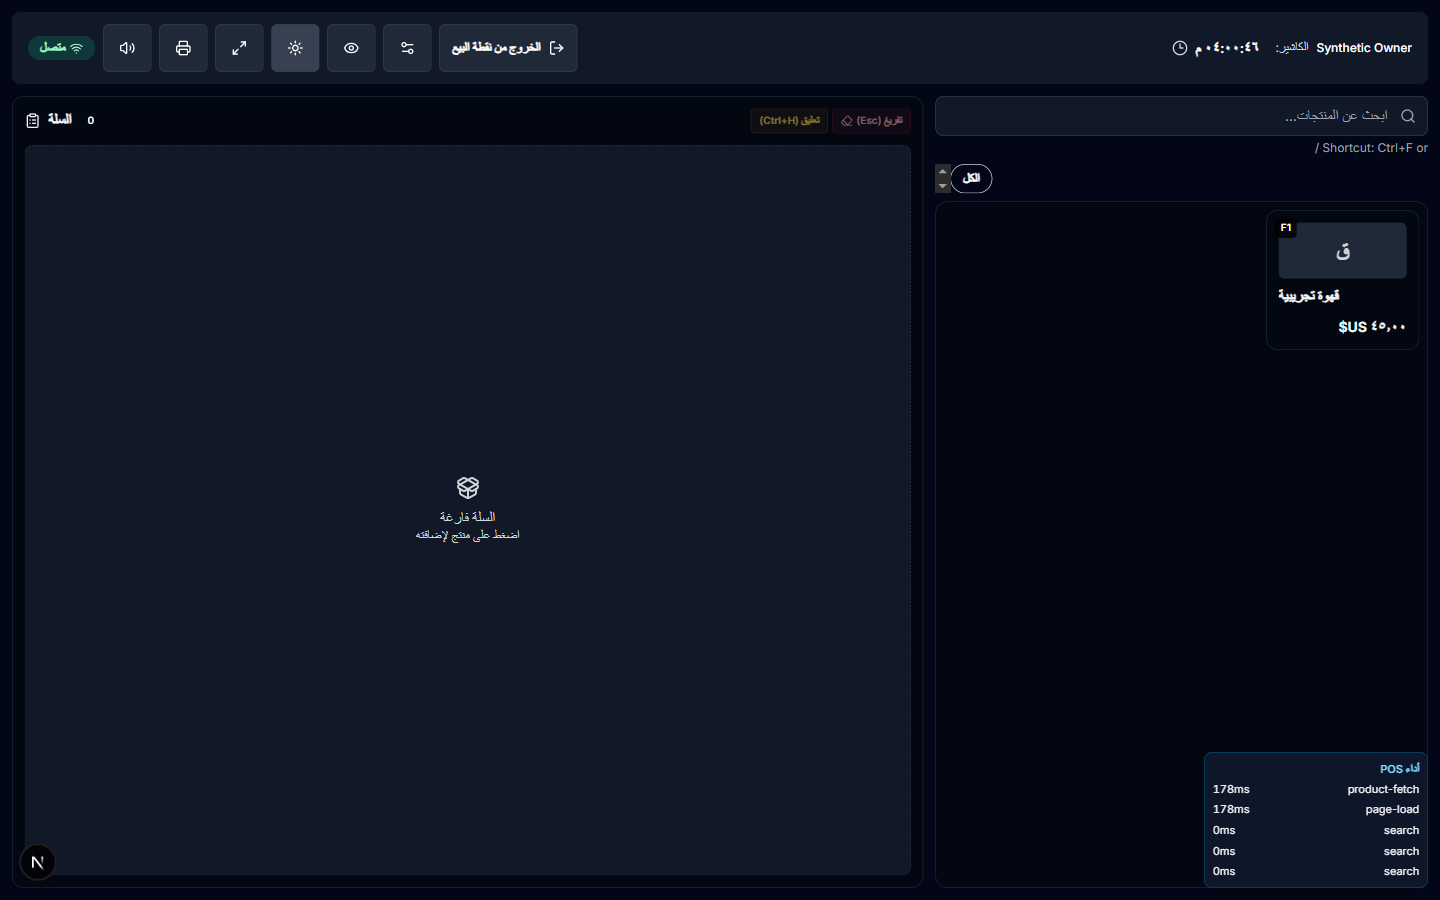 Synthetic Owner الكاشير: ٠٤:٠٠:٤٦ م
الخروج من نقطة البيع
متصل
ابحث عن المنتجات...
Shortcut: Ctrl+F or /
الكل
F1
ق
قهوة تجريبية
٤٥,٠٠ US$
أداء POS
product-fetch 178ms
page-load 178ms
search 0ms
search 0ms
search 0ms
تفريغ (Esc)
تعليق (Ctrl+H)
السلة 0
السلة فارغة
اضغط على منتج لإضافته
N